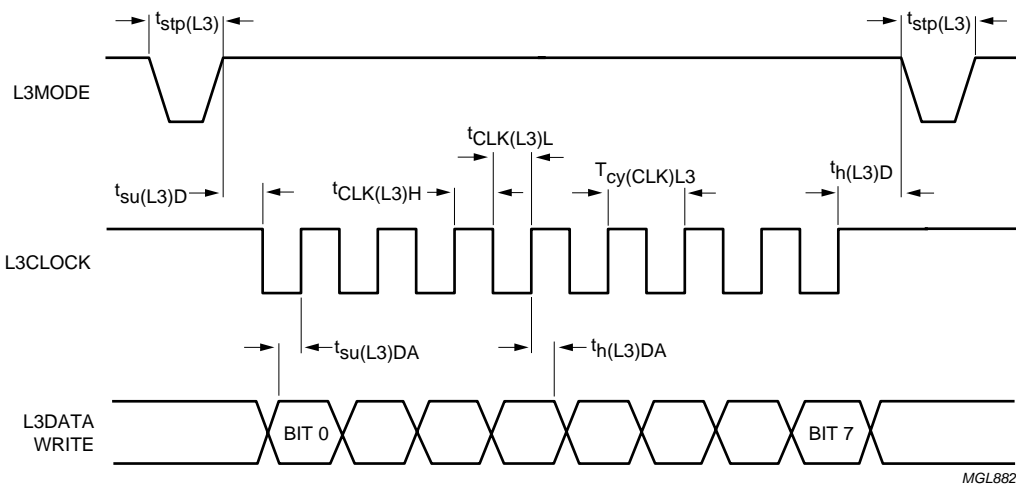 tstp(L3) tstp(L3)
L3MODE
tCLK(L3)L
tsu(L3)D tCLK(L3)H Tcy(CLK)L3 th(L3)D
L3CLOCK
tsu(L3)DA th(L3)DA
L3DATA
WRITE
BIT 0 BIT 7
MGL882